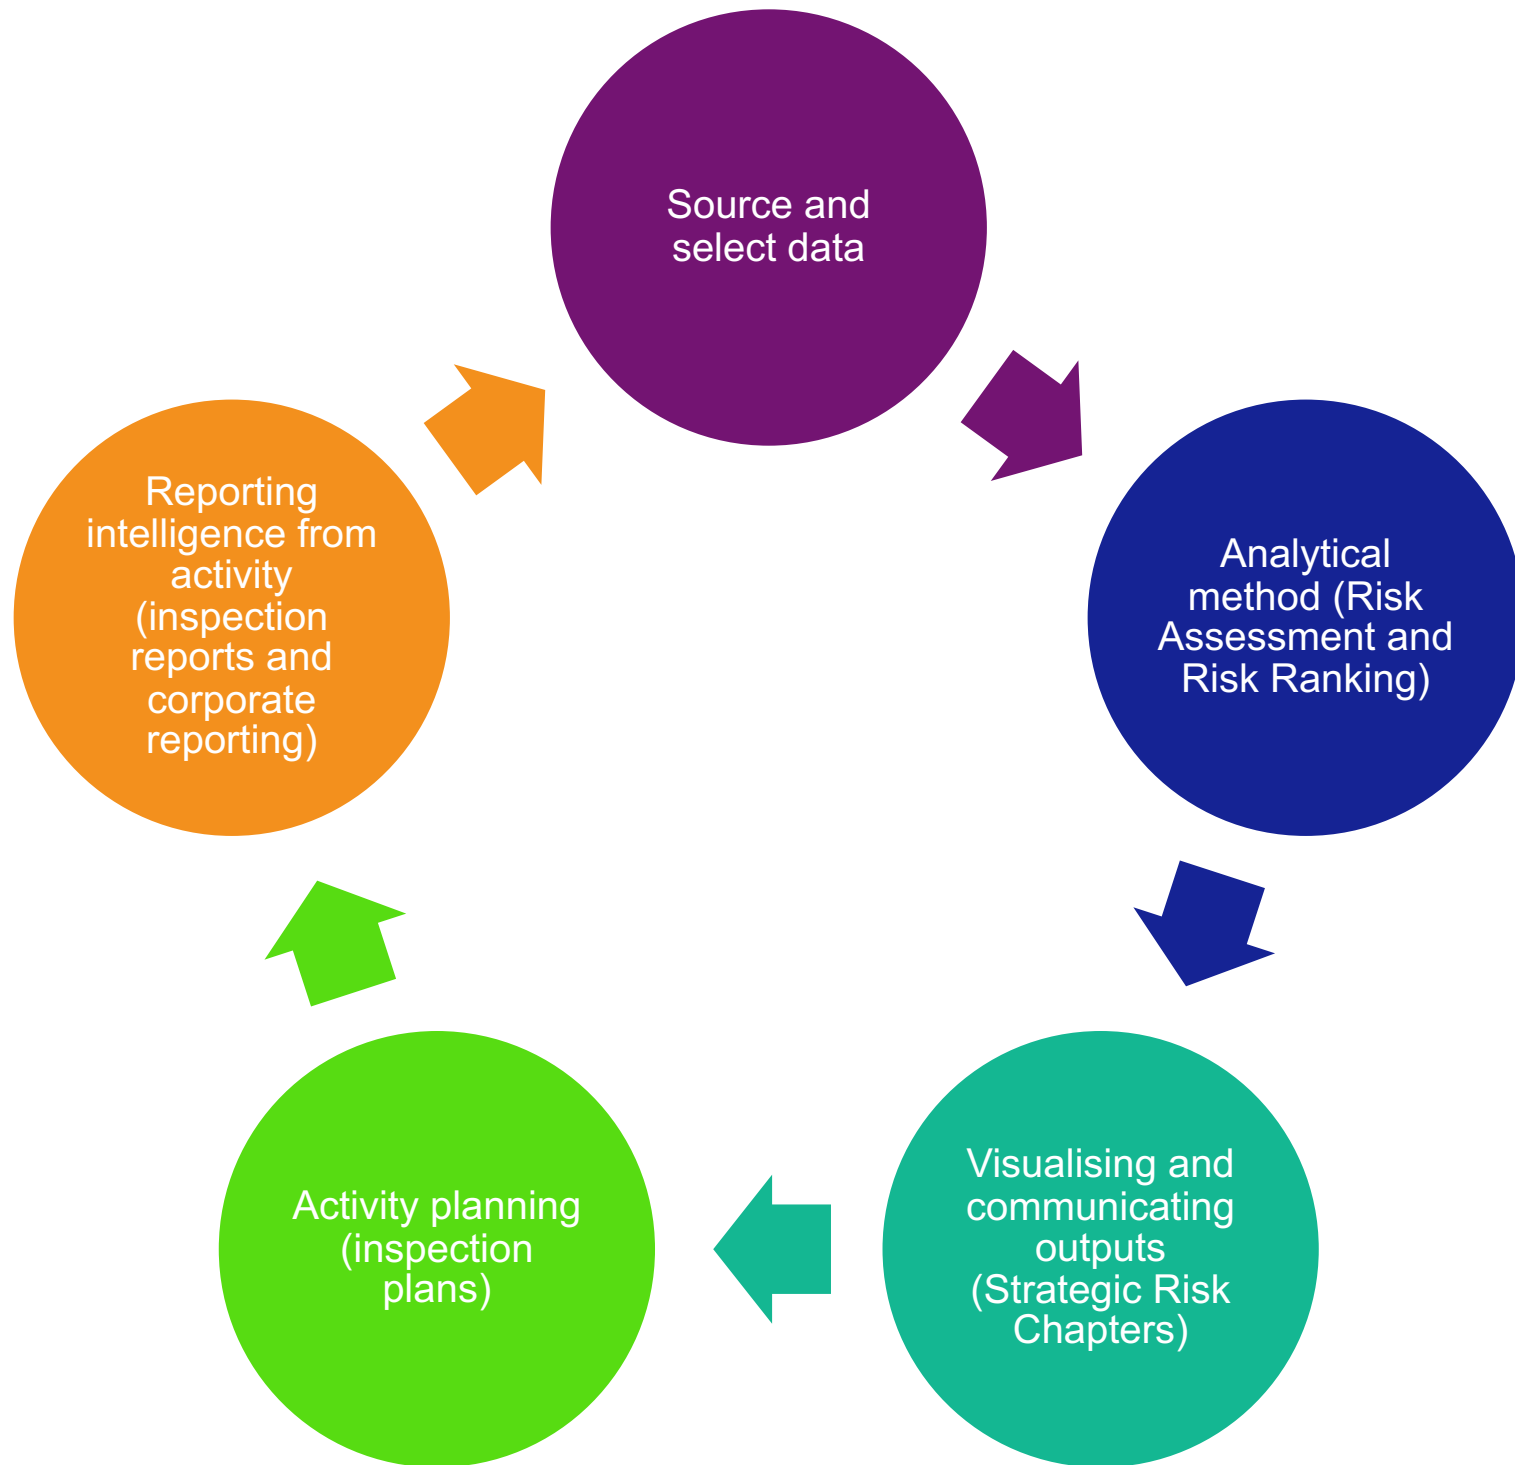 Source and
select data
Analytical
method (Risk
Assessment and
Risk Ranking)
Visualising and
communicating
outputs
(Strategic Risk
Chapters)
Activity planning
(inspection
plans)
Reporting
intelligence from
activity
(inspection
reports and
corporate
reporting)